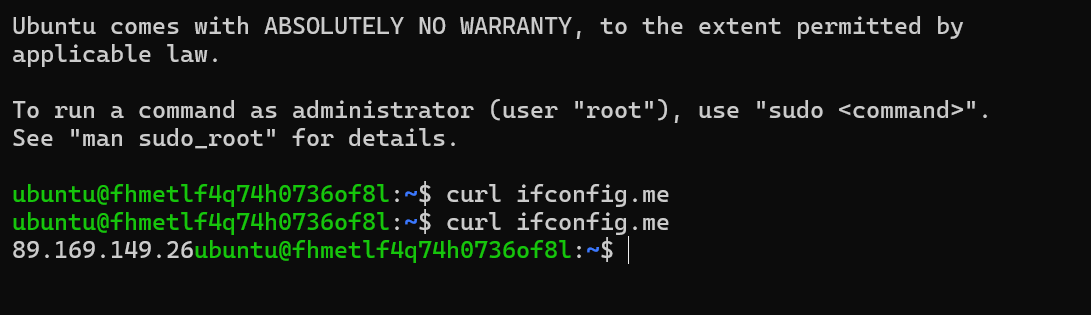 Ubuntu comes with ABSOLUTELY NO WARRANTY, to the extent permitted by
applicable law.
To run a command as administrator (user "root"), use "sudo <command>".
See "man sudo_root" for details.
ubuntu@fhmetlf4q74h0736of8l:~$ curl ifconfig.me
ubuntu@fhmetlf4q74h0736of8l:~$ curl ifconfig.me
89.169.149.26ubuntu@fhmetlf4q74h0736of8l:~$